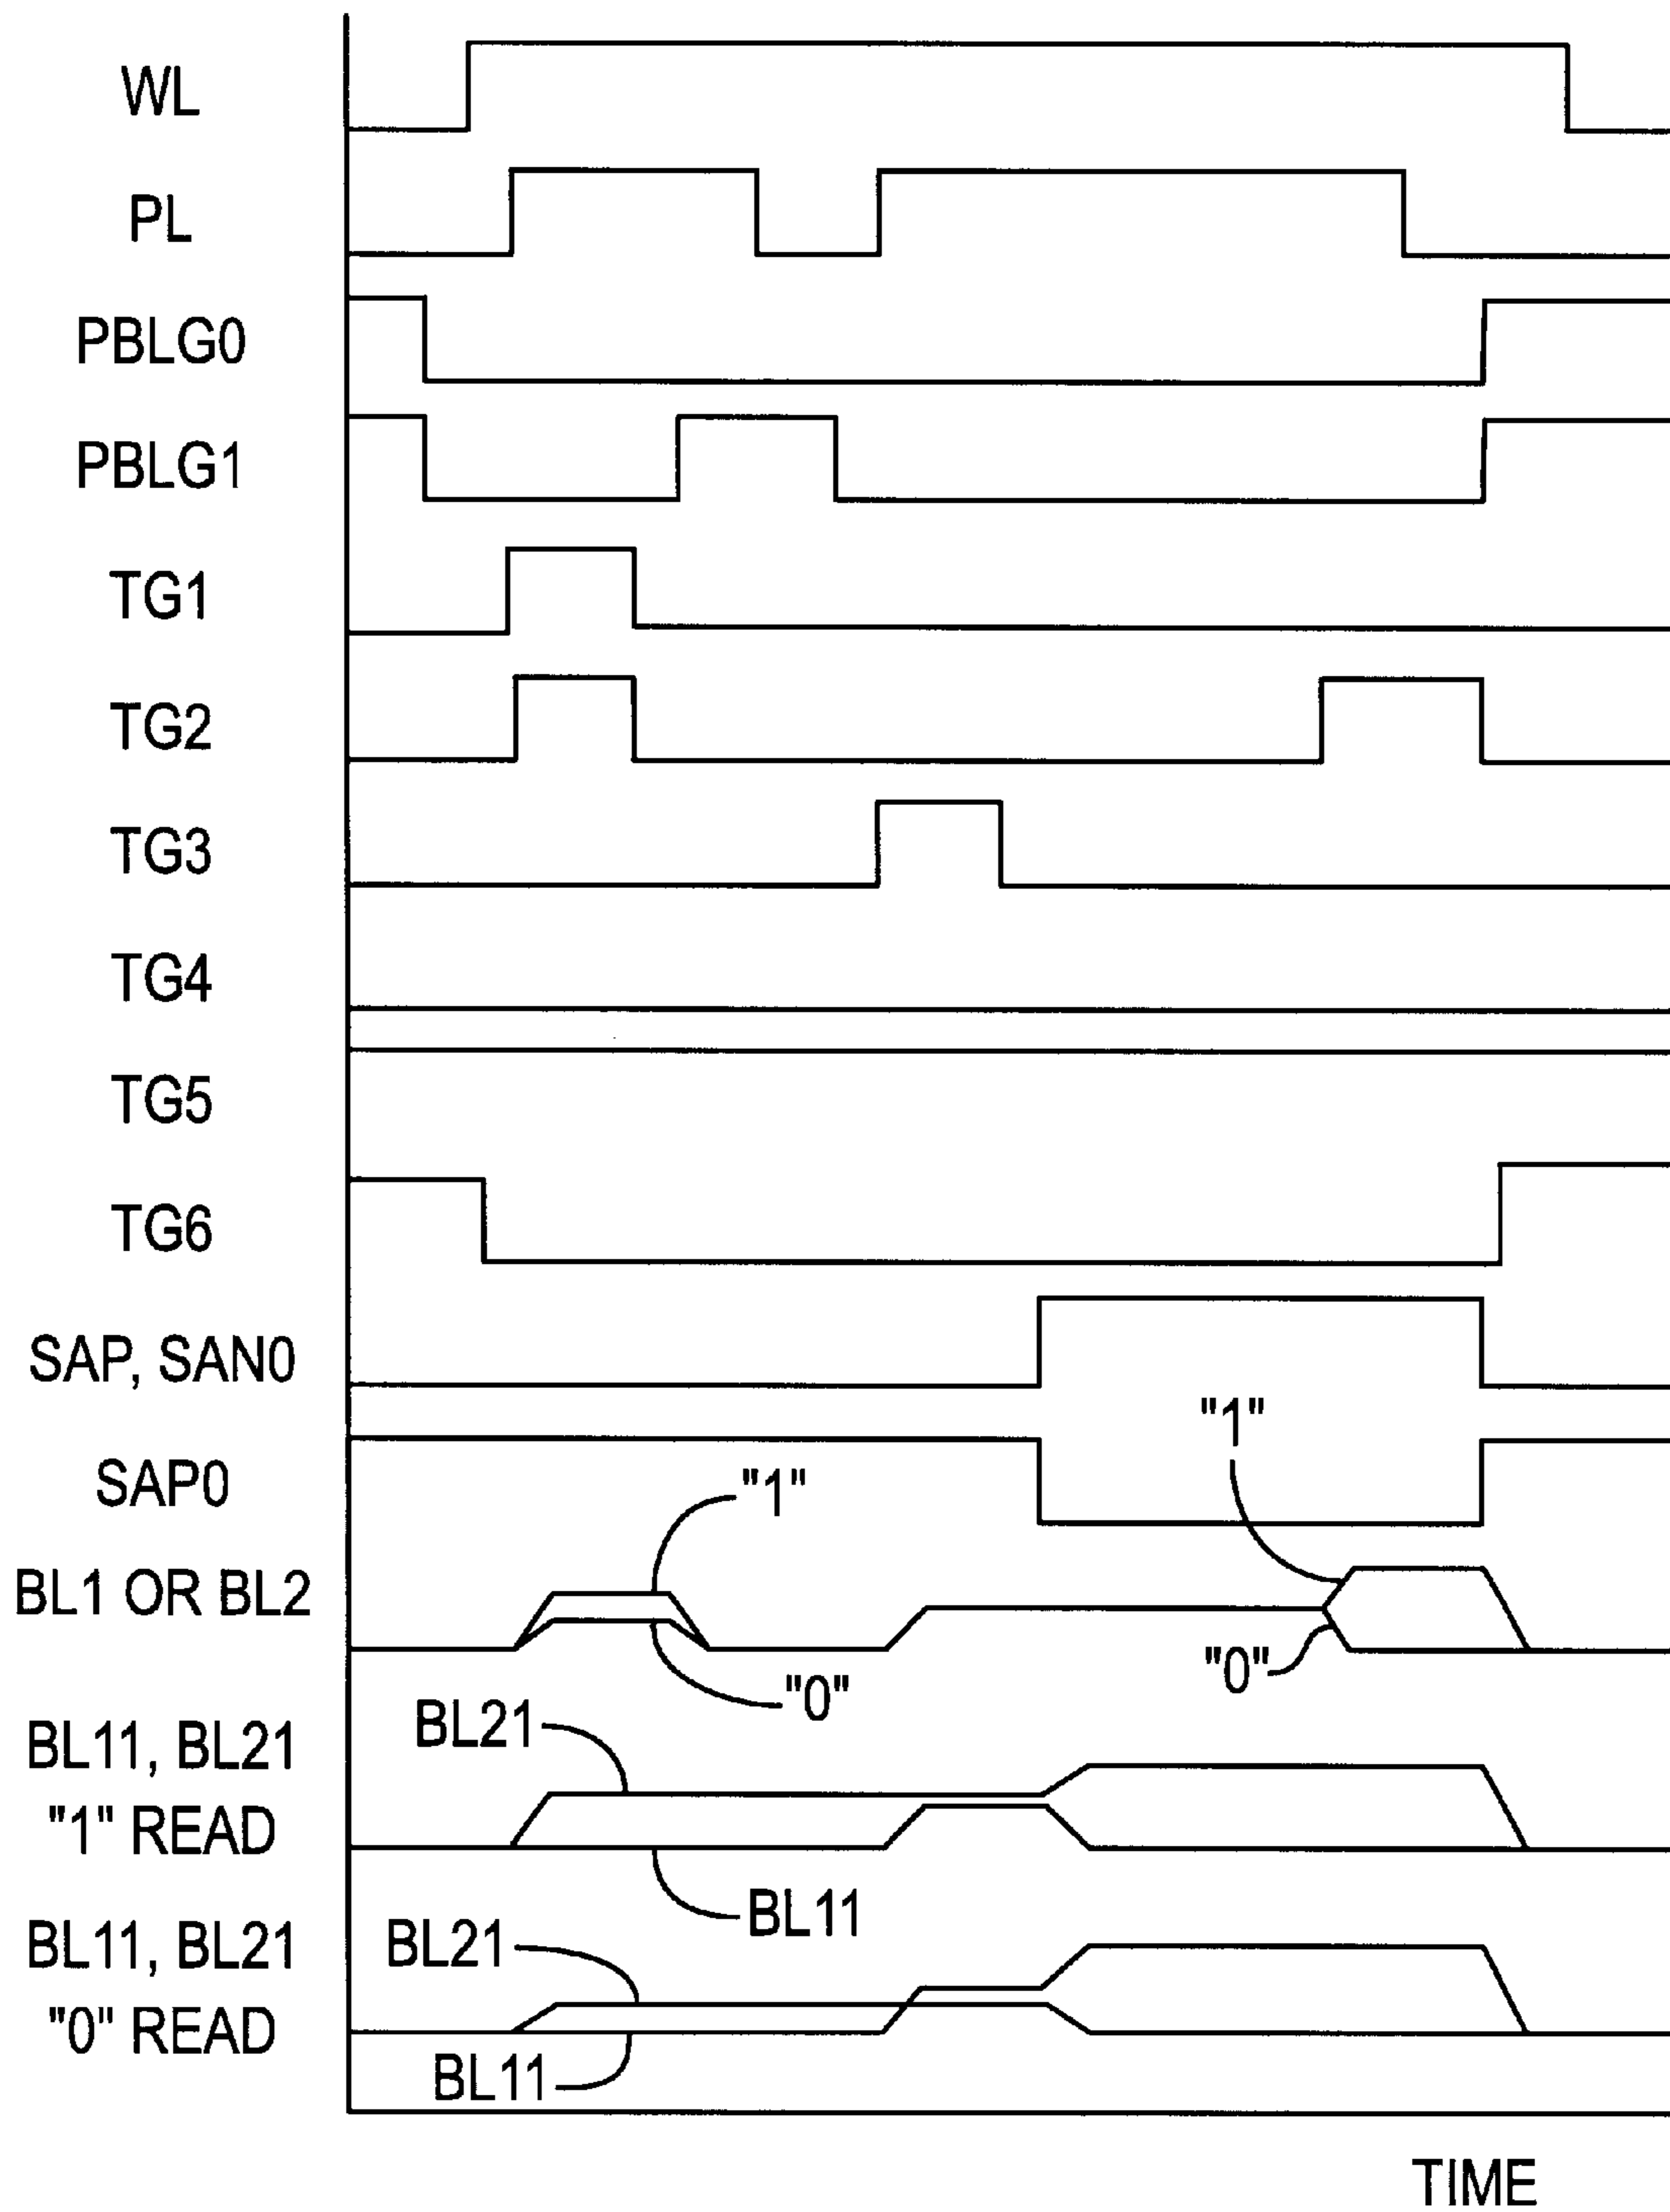 WL
PL
PBLG0
PBLG1
TG1
TG2
TG3
TG4
TG5
TG6
SAP, SAN0
"1"
SAP0
"1"
BL1 OR BL2
"0"
"0"
BL11, BL21
"1" READ
BL21
BL11
BL11, BL21
"0" READ
BL21
BL11
TIME